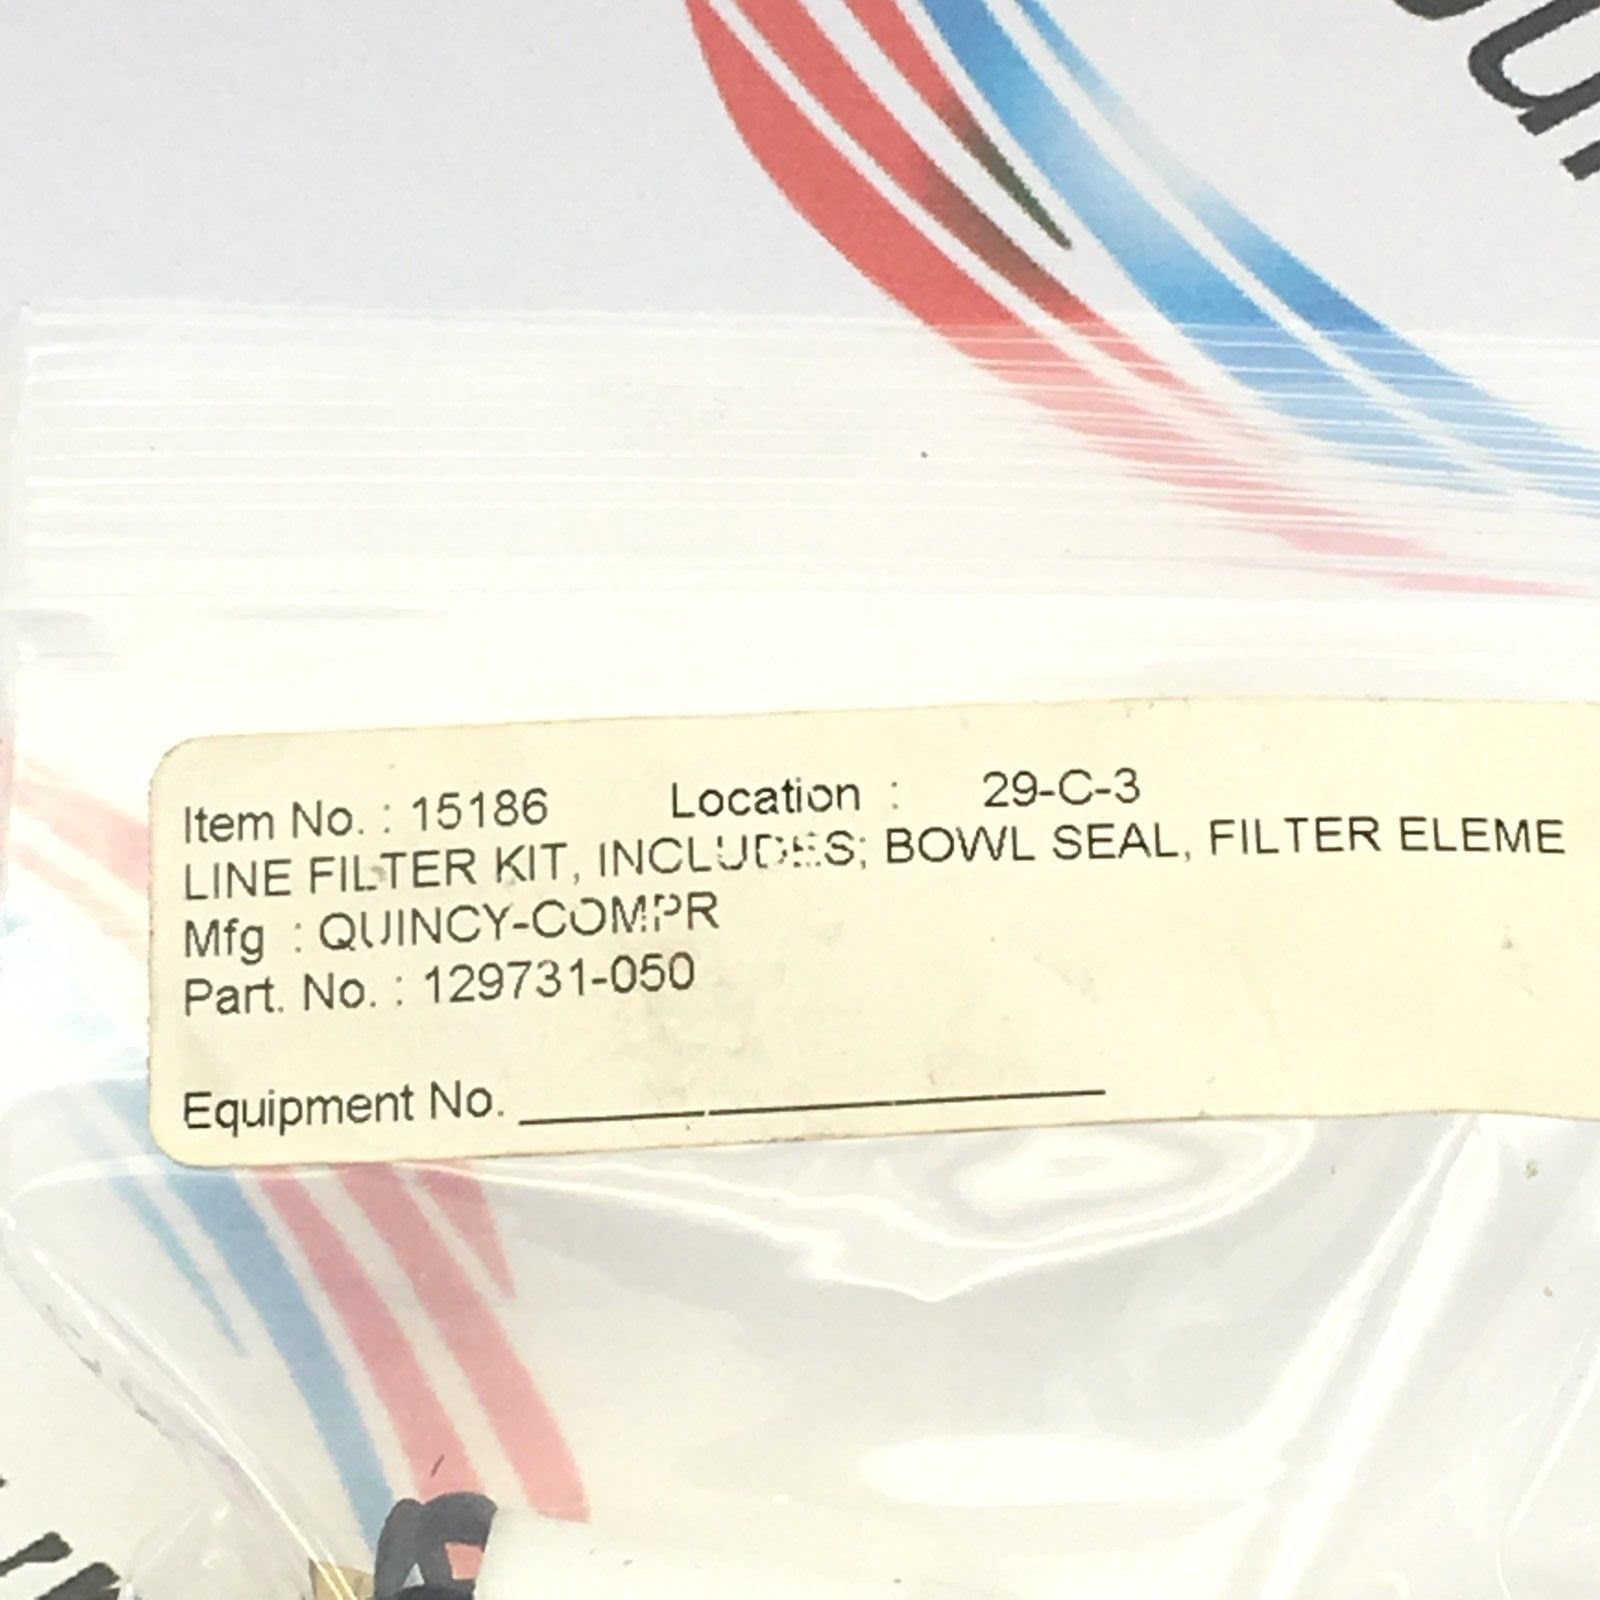 Item No. : 15186 Location : 29-C-3
LINE FILTER KIT, INCLUDES; BOWL SEAL, FILTER ELEME
Mfg : QUINCY-COMPR
Part. No. : 129731-050
Equipment No.